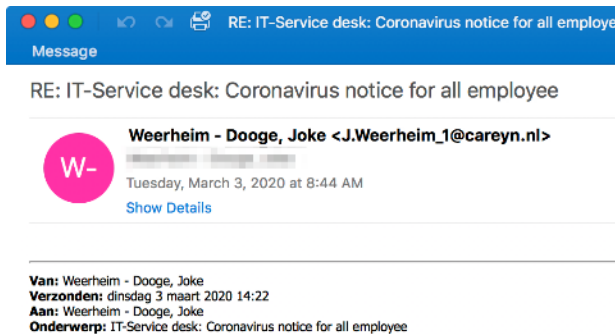 RE: IT-Service desk: Coronavirus notice for all employe
Message
RE: IT-Service desk: Coronavirus notice for all employee
Weerheim - Dooge, Joke <J.Weerheim_1@careyn.nl>
W-
Tuesday, March 3, 2020 at 8:44 AM
Show Details
Van: Weerheim - Dooge, Joke
Verzonden: dinsdag 3 maart 2020 14:22
Aan: Weerheim - Dooge, Joke
Onderwerp: IT-Service desk: Coronavirus notice for all employee